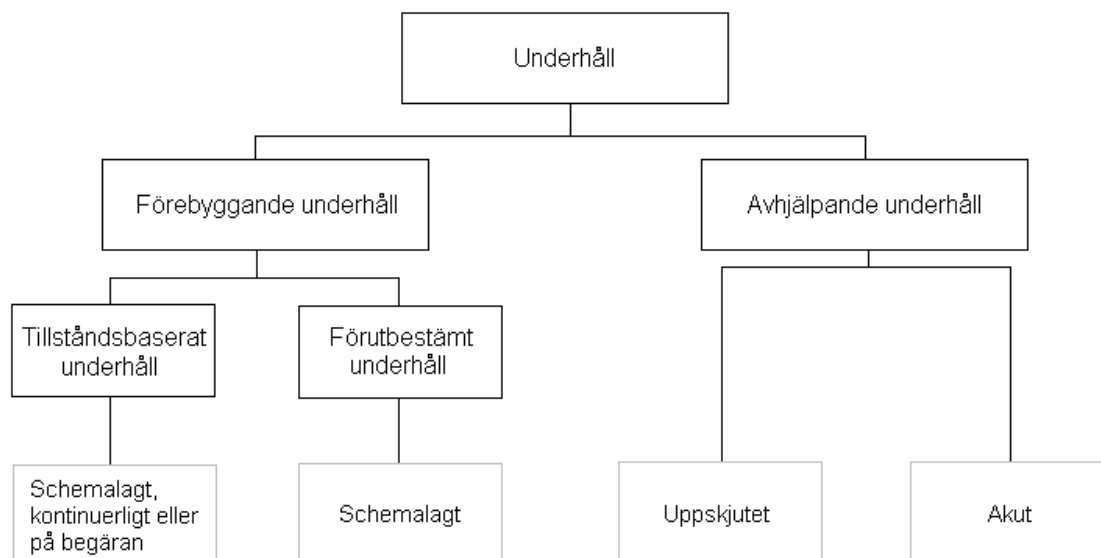 Underhåll
Förebyggande underhåll
Avhjälpande underhåll
Tillståndsbaserat
underhåll
Förutbestämt
underhåll
Schemalagt,
kontinuerligt eller
på begäran
Schemalagt
Uppskjutet
Akut